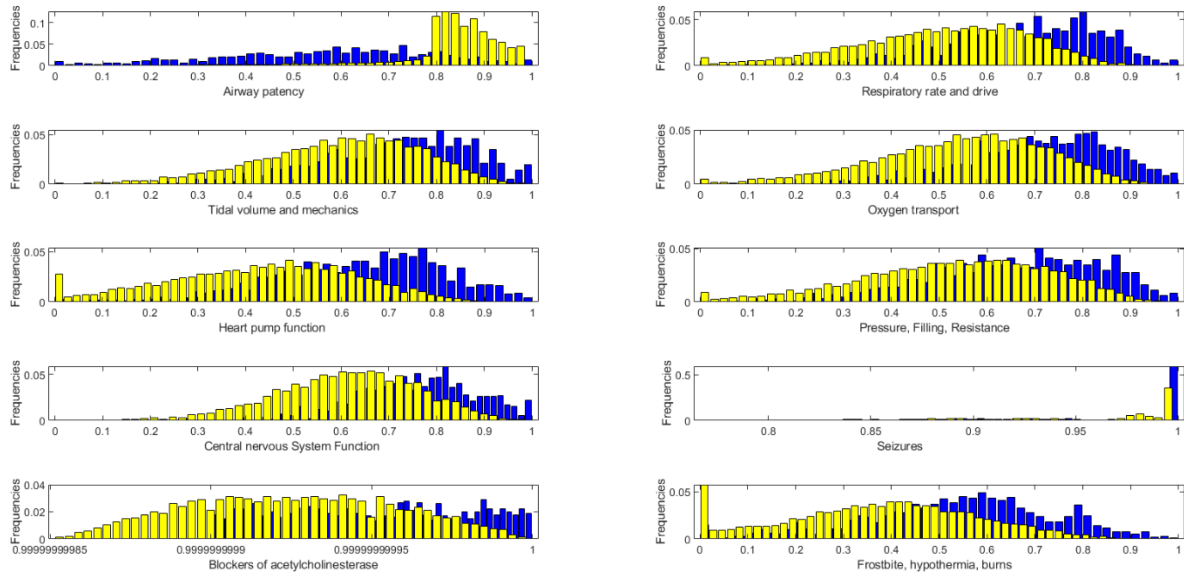 Frequencies
0.1
0.05
0
0 0.1 0.2 0.3 0.4 0.5 0.6 0.7 0.8 0.9 1
Airway patency
Frequencies
0.05
0
0 0.1 0.2 0.3 0.4 0.5 0.6 0.7 0.8 0.9 1
Respiratory rate and drive
Frequencies
0.05
0
0 0.1 0.2 0.3 0.4 0.5 0.6 0.7 0.8 0.9 1
Tidal volume and mechanics
Frequencies
0.05
0
0 0.1 0.2 0.3 0.4 0.5 0.6 0.7 0.8 0.9 1
Oxygen transport
Frequencies
0.05
0
0 0.1 0.2 0.3 0.4 0.5 0.6 0.7 0.8 0.9 1
Heart pump function
Frequencies
0.05
0
0 0.1 0.2 0.3 0.4 0.5 0.6 0.7 0.8 0.9 1
Pressure, Filling, Resistance
Frequencies
0.05
0
0 0.1 0.2 0.3 0.4 0.5 0.6 0.7 0.8 0.9 1
Central nervous System Function
Frequencies
0.5
0
0.8 0.85 0.9 0.95 1
Seizures
Frequencies
0.04
0.02
0
0.99999999985 0.9999999999 0.99999999995 1
Blockers of acetylcholinesterase
Frequencies
0.05
0
0 0.1 0.2 0.3 0.4 0.5 0.6 0.7 0.8 0.9 1
Frostbite, hypothermia, burns